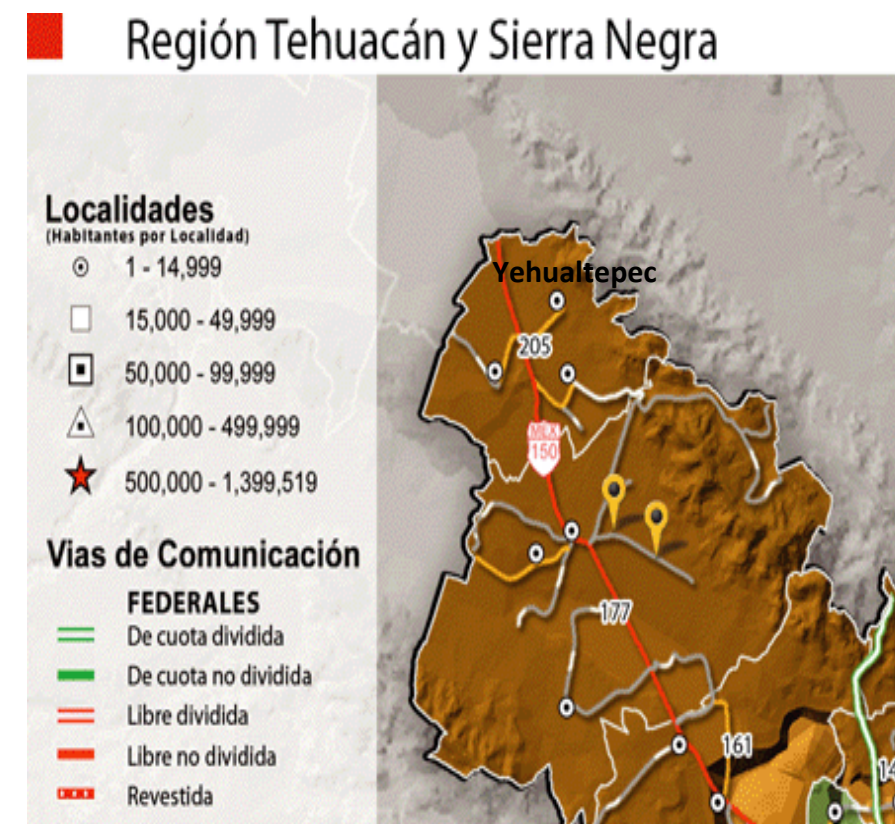 Región Tehuacán y Sierra Negra
Localidades
(Habitantes por Localidad)
1 - 14,999
15,000 - 49,999
50,000 - 99,999
100,000 - 499,999
500,000 - 1,399,519
Vias de Comunicación
FEDERALES
De cuota dividida
De cuota no dividida
Libre dividida
Libre no dividida
Revestida
Yehualtepec
205
MEX
150
177
161